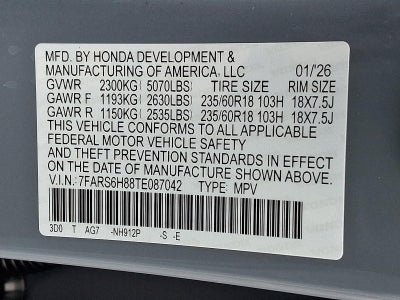 MFD. BY HONDA DEVELOPMENT &
MANUFACTURING OF AMERICA, LLC 01/'26
GVWR 2300KG( 5070LBS) TIRE SIZE RIM SIZE
GAWR F 1193KG( 2630LBS) 235/60R18 103H 18X7.5J
GAWR R 1150KG( 2535LBS) 235/60R18 103H 18X7.5J
THIS VEHICLE CONFORMS TO ALL APPLICABLE
FEDERAL MOTOR VEHICLE SAFETY
AND THEFT PREVENTION STANDARDS IN EFFECT ON
THE DATE OF MANUFACTURE SHOWN ABOVE.
V.I.N.: 7FARS6H88TE087042 TYPE: MPV
3D0 T AG7 -NH912P -S -E